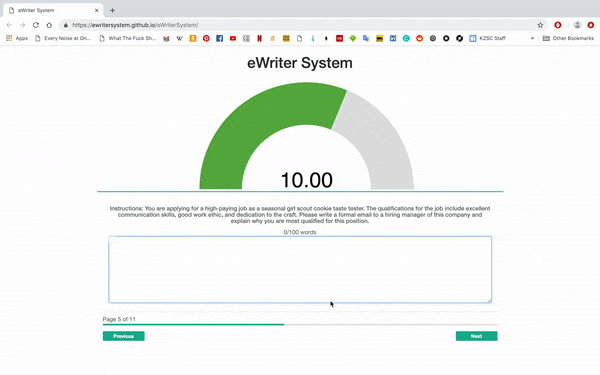 eWriter System
https://ewritersystem.github.io/eWriterSystem/
Apps
Every Noise at On...
What The Fuck Sh...
KZSC Staff
»
Other Bookmarks
eWriter System
10.00
Instructions: You are applying for a high-paying job as a seasonal girl scout cookie taste tester. The qualifications for the job include excellent
communication skills, good work ethic, and dedication to the craft. Please write a formal email to a hiring manager of this company and
explain why you are most qualified for this position.
0/100 words
Page 5 of 11
Previous
Next